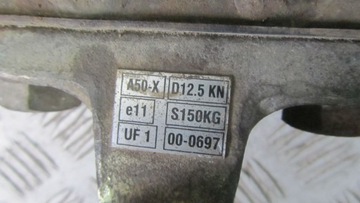 A50-X D12.5 KN
e11 S150KG
UF 1 00-0697